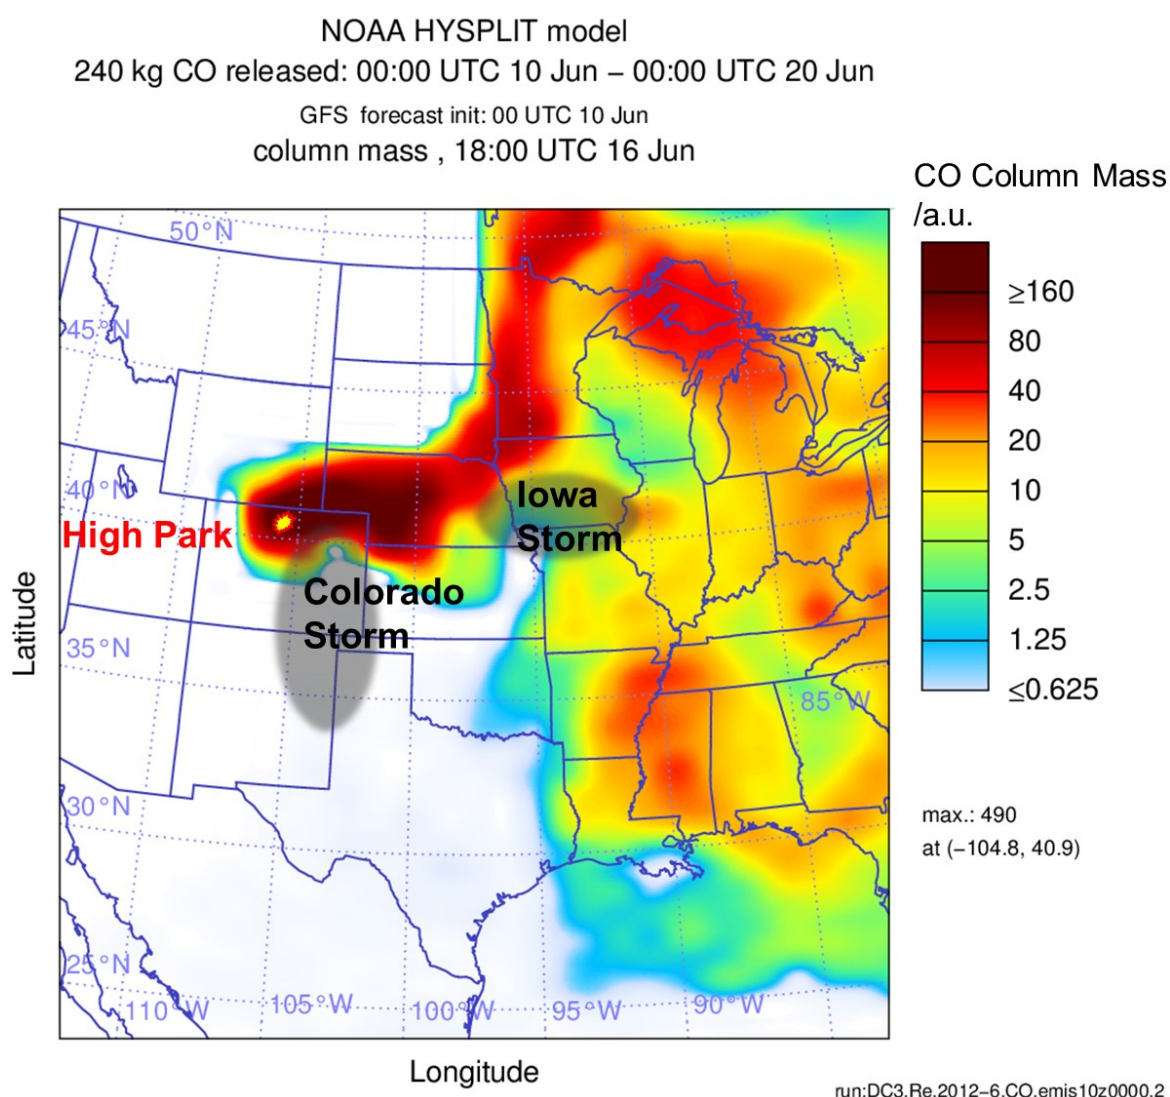 NOAA HYSPLIT model
240 kg CO released: 00:00 UTC 10 Jun − 00:00 UTC 20 Jun
GFS forecast init: 00 UTC 10 Jun
column mass , 18:00 UTC 16 Jun
CO Column Mass
/a.u.
≥160
80
40
20
10
5
2.5
1.25
≤0.625
50°N
45°N
40°N
35°N
30°N
25°N
High Park
Iowa
Storm
Colorado
Storm
85°W
110°W
105°W
100°W
95°W
90°W
Latitude
Longitude
max.: 490
at (−104.8, 40.9)
run:DC3.Re.2012−6.CO.emis10z0000.2